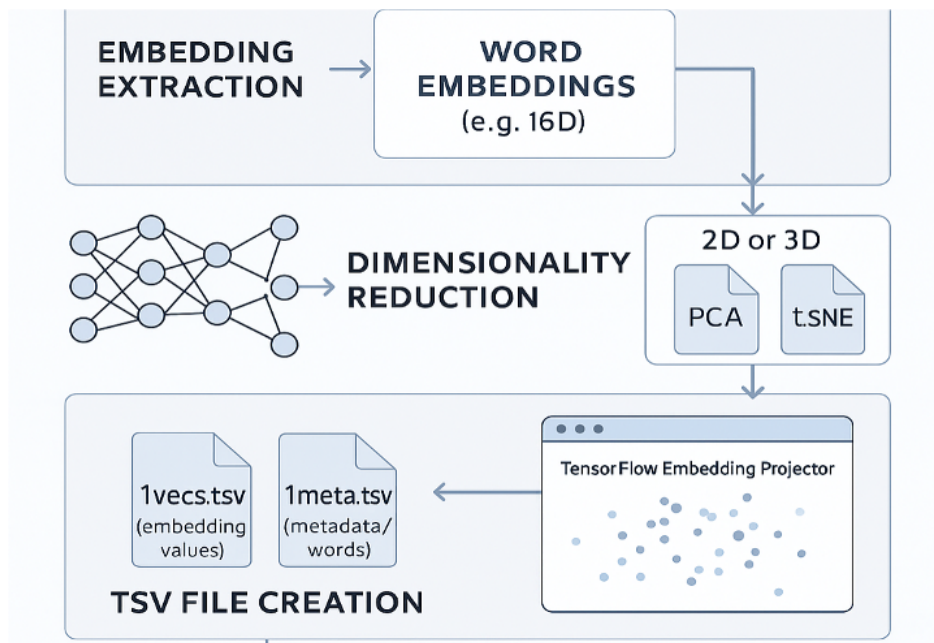 EMBEDDING
EXTRACTION
WORD
EMBEDDINGS
(e.g. 16D)
DIMENSIONALITY
REDUCTION
2D or 3D
PCA
t.sNE
1vecs.tsv
(embedding
values)
1meta.tsv
(metadata/
words)
TensorFlow Embedding Projector
TSV FILE CREATION